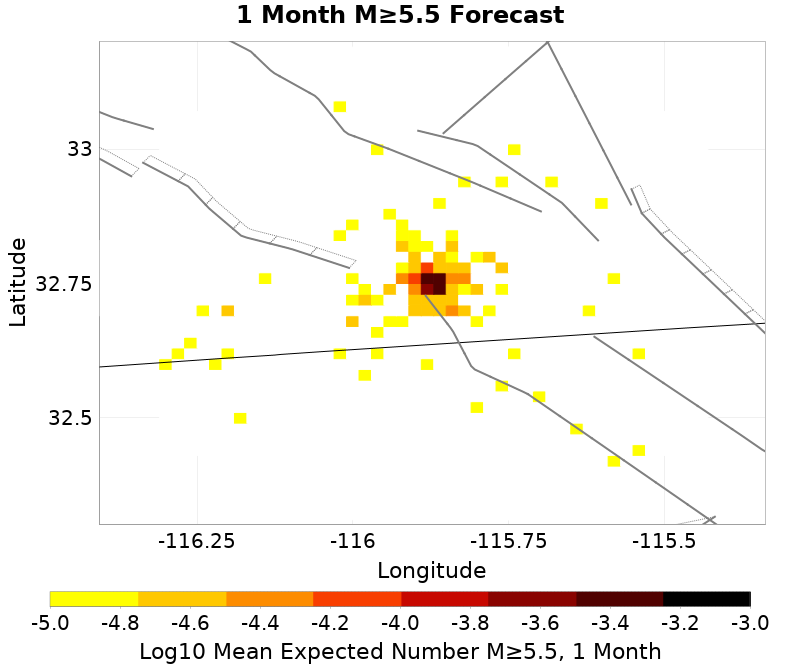 1 Month M≥5.5 Forecast
33
32.75
32.5
Latitude
-116.25 -116 -115.75 -115.5
Longitude
-5.0 -4.8 -4.6 -4.4 -4.2 -4.0 -3.8 -3.6 -3.4 -3.2 -3.0
Log10 Mean Expected Number M≥5.5, 1 Month